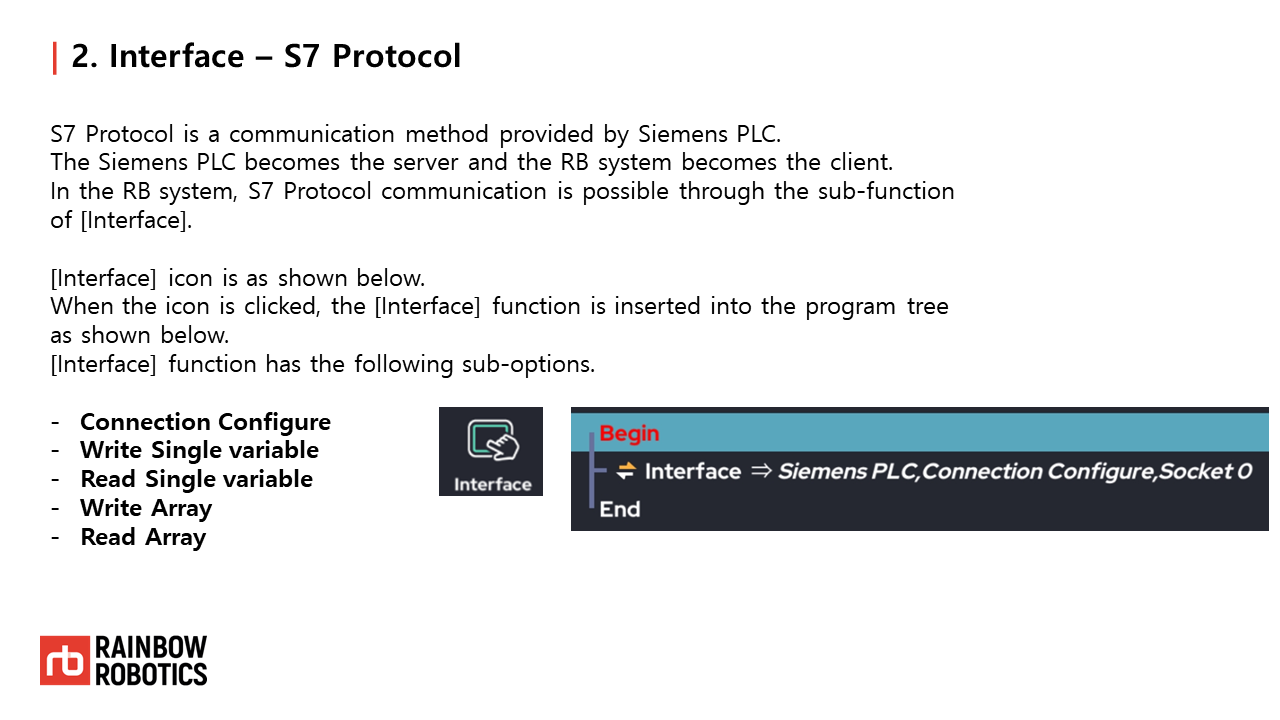 | 2. Interface – S7 Protocol
S7 Protocol is a communication method provided by Siemens PLC.
The Siemens PLC becomes the server and the RB system becomes the client.
In the RB system, S7 Protocol communication is possible through the sub-function
of [Interface].
[Interface] icon is as shown below.
When the icon is clicked, the [Interface] function is inserted into the program tree
as shown below.
[Interface] function has the following sub-options.
- Connection Configure
- Write Single variable
- Read Single variable
- Write Array
- Read Array
Interface
Begin
Interface ⇒ Siemens PLC,Connection Configure,Socket 0
End
rb RAINBOW
ROBOTICS